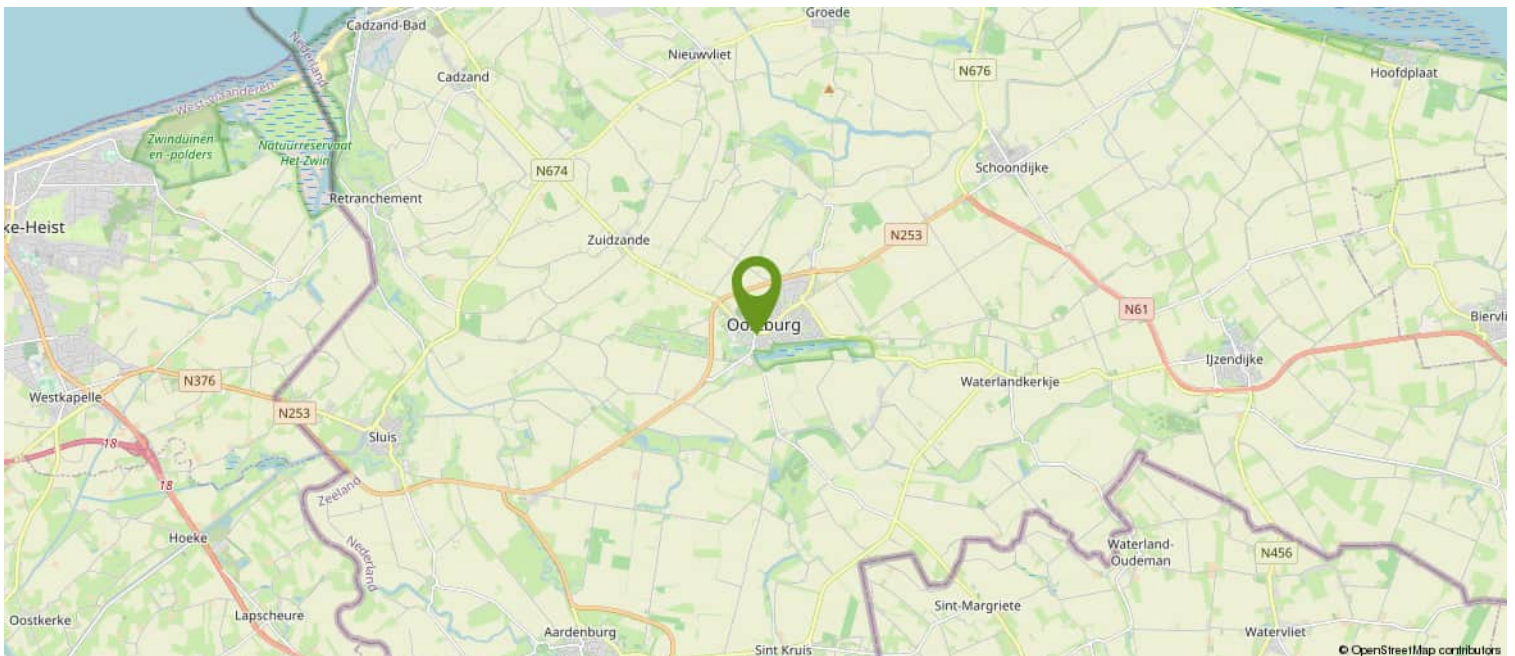 Groede
Cadzand-Bad
Nederland
Nieuwvliet
Cadzand
N676
Hoofdplaat
West-Vlaanderen
Zwinduinen
en -polders
Natuurreservaat
Het-Zwin
N674
Schoondijke
Retranchement
ke-Heist
Zuidzande
N253
N61
Biervli
IJzendijke
Waterlandkerkje
N376
Westkapelle
N253
Sluis
18
18
Zeeland
Hoeke
Nederland
Waterland-
Oudeman
N456
Oostkerke
Lapscheure
Sint-Margriete
Aardenburg
Watervliet
Sint Kruis
© OpenStreetMap contributors